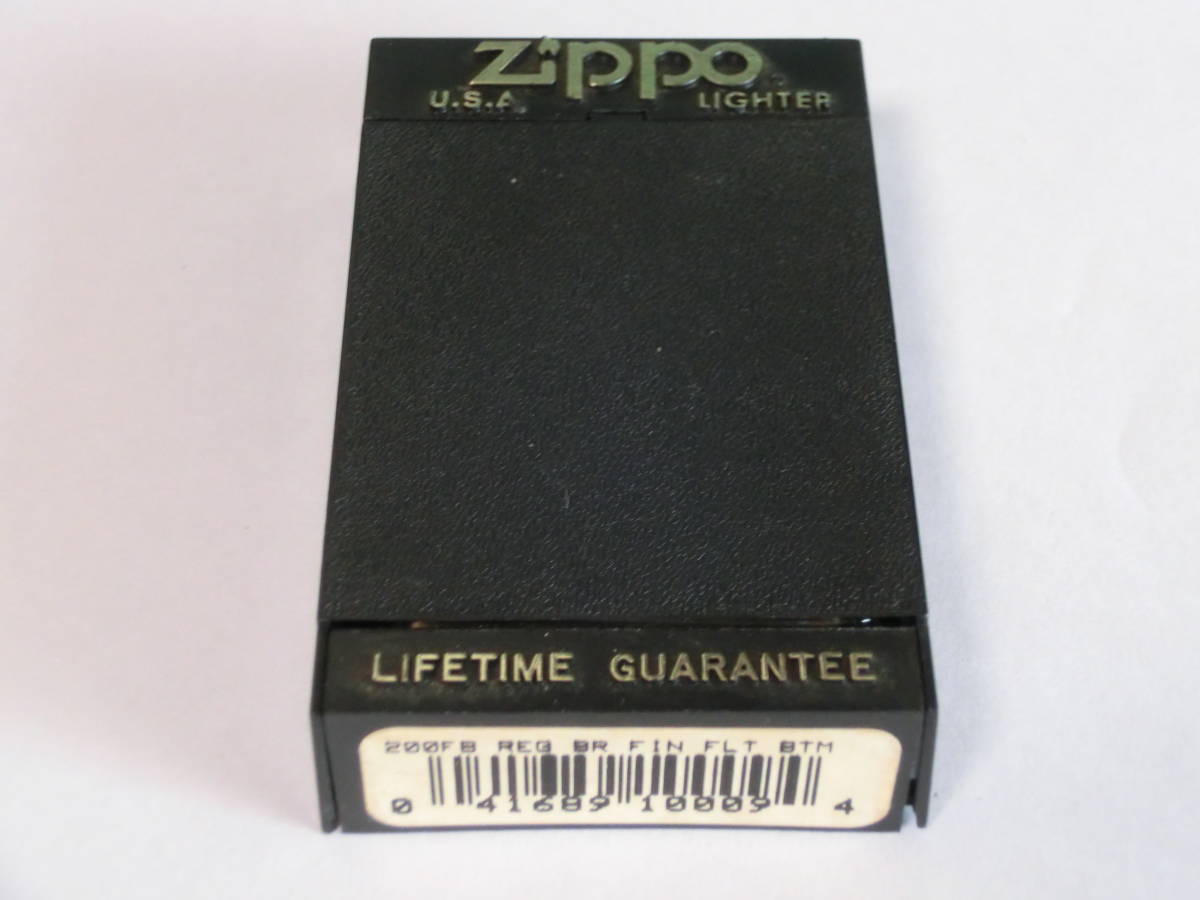 Zippo
U.S.A. LIGHTER
LIFETIME GUARANTEE
200FB REG BR FIN FLT BTM
0 41689 10009 4